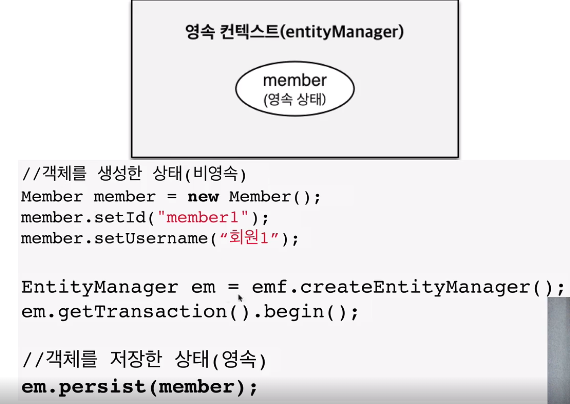 영속 컨텍스트(entityManager)
member
(영속 상태)
//객체를 생성한 상태(비영속)
Member member = new Member();
member.setId("member1");
member.setUsername(“회원1”);
EntityManager em = emf.createEntityManager();
em.getTransaction().begin();
//객체를 저장한 상태(영속)
em.persist(member);